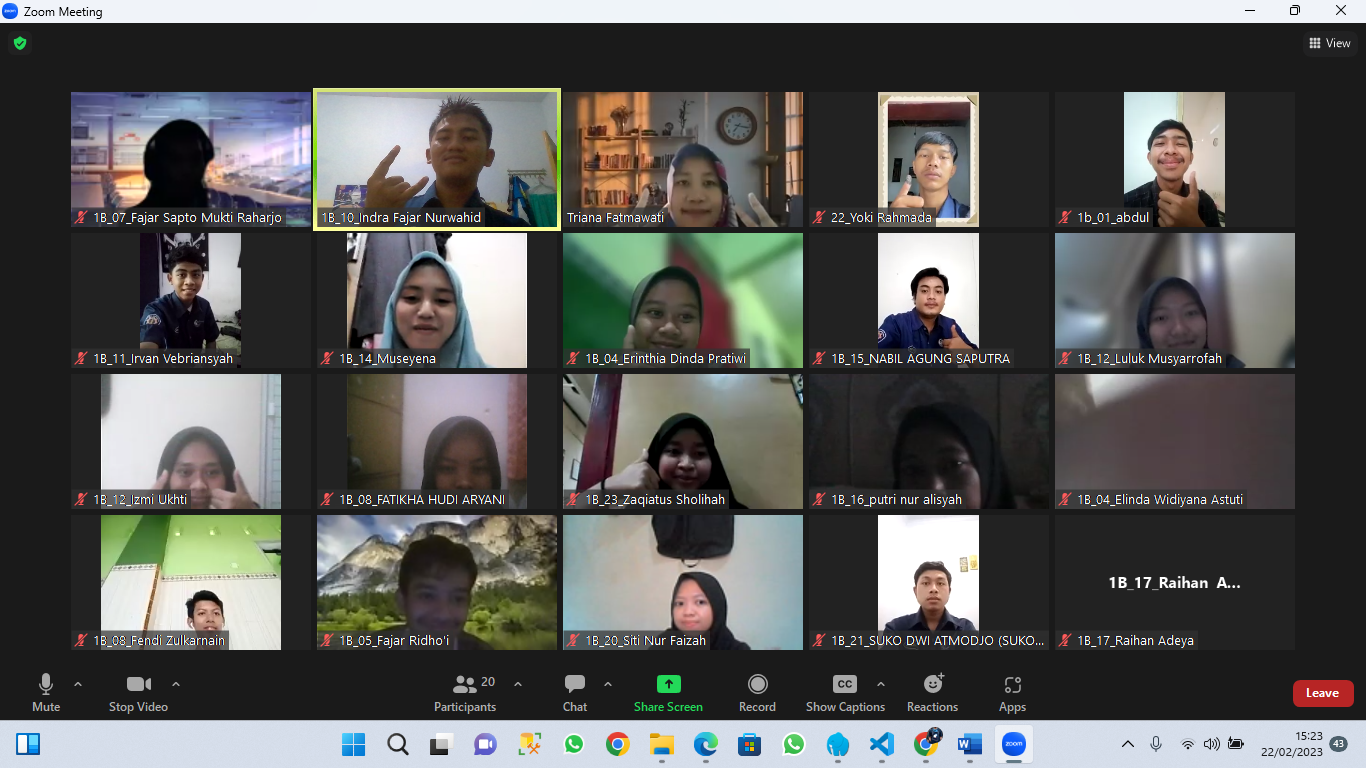 Zoom Meeting
View
1B_07_Fajar Sapto Mukti Raharjo
1B_10_Indra Fajar Nurwahid
Triana Fatmawati
22_Yoki Rahmada
1b_01_abdul
1B_11_Irvan Vebriansyah
1B_14_Museyena
1B_04_Erinthia Dinda Pratiwi
1B_15_NABIL AGUNG SAPUTRA
1B_12_Luluk Musyarrofah
1B_12_Izmi Ukhti
1B_08_FATIKHA HUDI ARYANI
1B_23_Zaqiatus Sholihah
1B_16_putri nur alisyah
1B_04_Elinda Widiyana Astuti
1B_17_Raihan A...
1B_08_Fendi Zulkarnain
1B_05_Fajar Ridho'i
1B_20_Siti Nur Faizah
1B_21_SUKO DWI ATMODJO (SUKO...
1B_17_Raihan Adeya
20
CC
Mute
Stop Video
Participants
Chat
Share Screen
Record
Show Captions
Reactions
Apps
Leave
W
zoom
15:23
22/02/2023
43